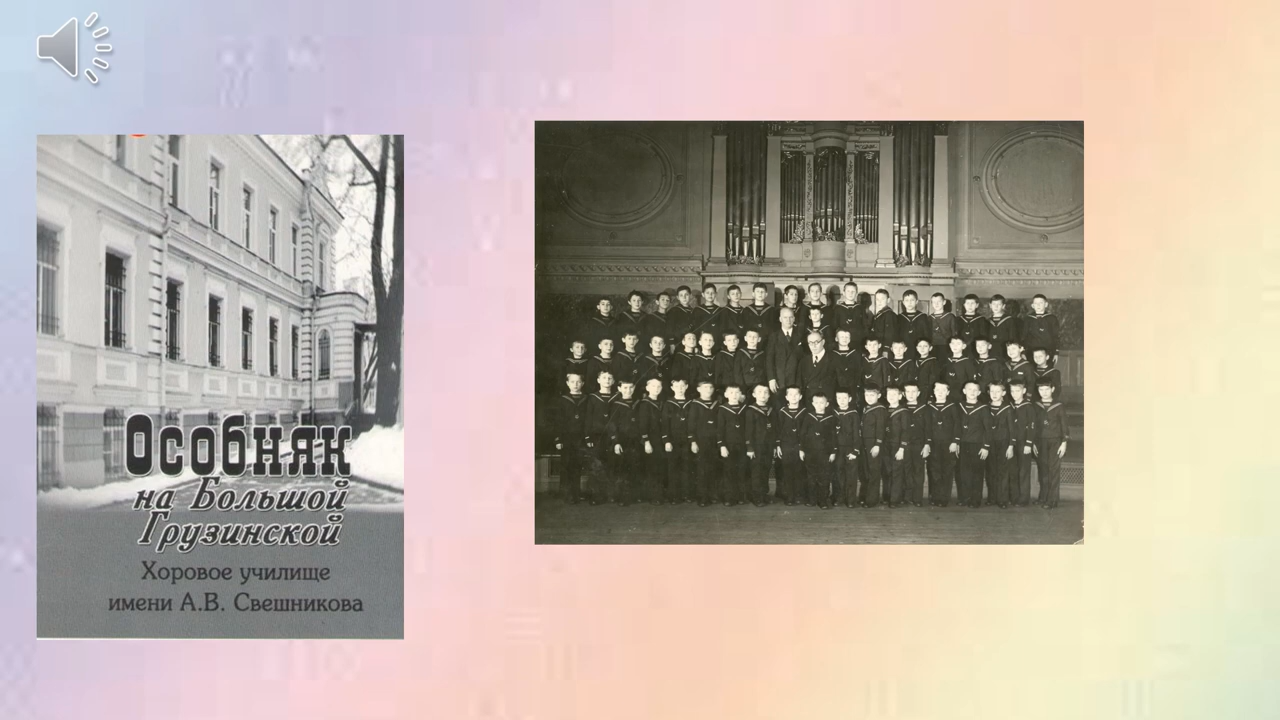 Особняк
на Большой
Грузинской
Хоровое училище
имени А.В. Свешникова